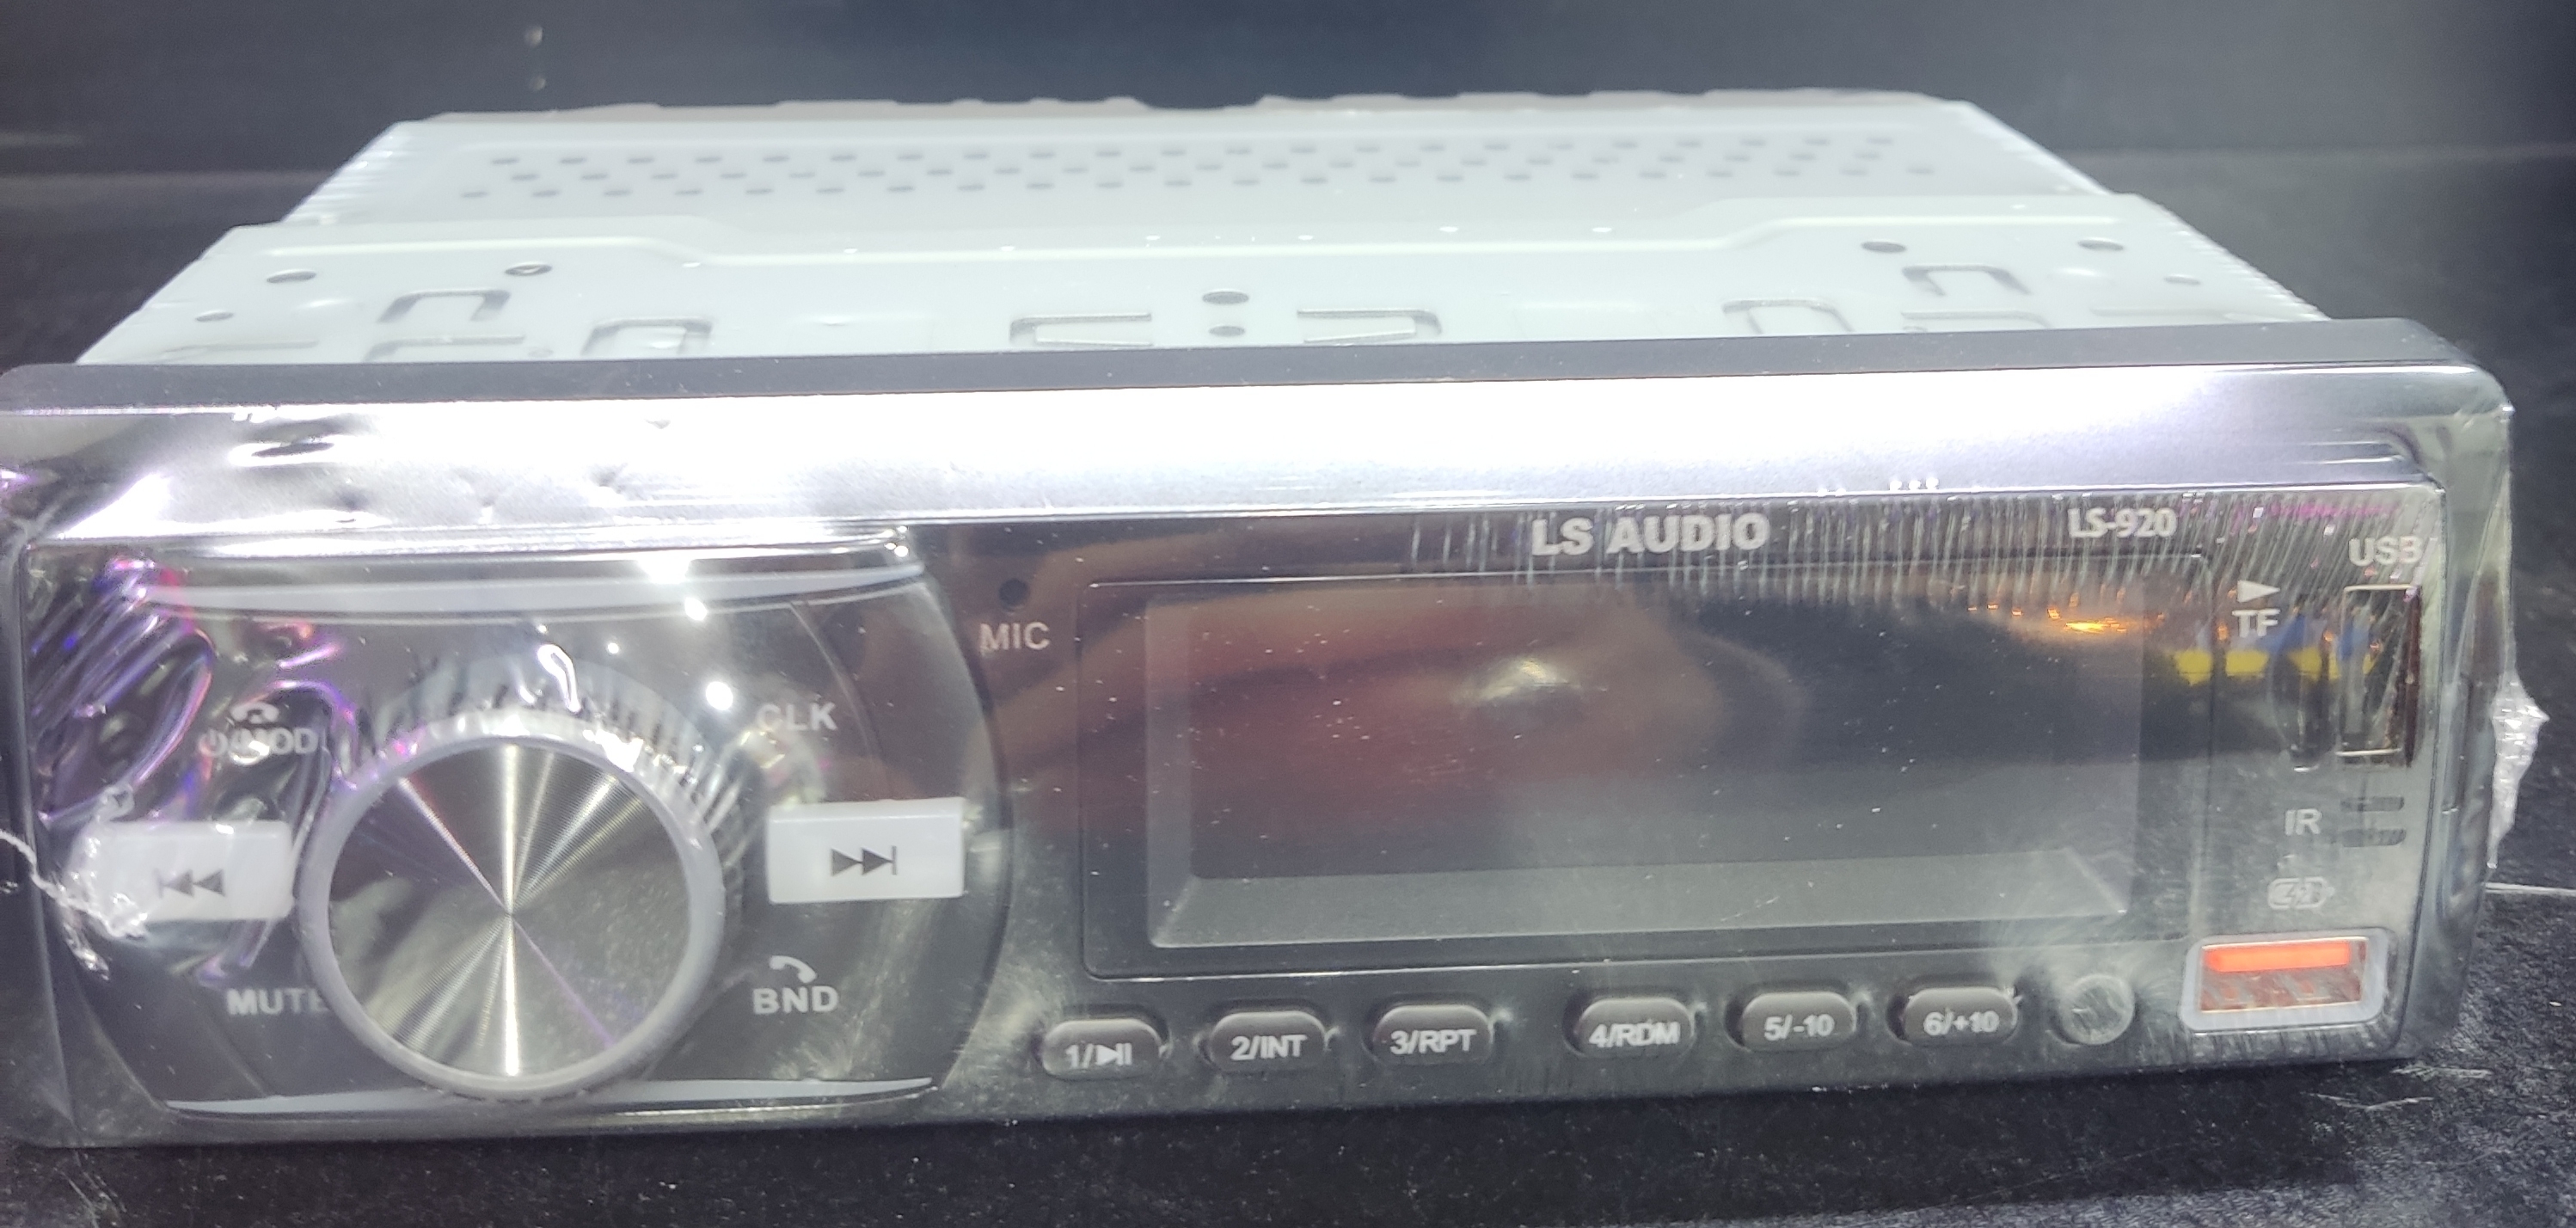 LS AUDIO
LS-920
USB
TF
MIC
⏻/MOD
CLK
IR
MUTE
BND
1/⏯
2/INT
3/RPT
4/RDM
5/-10
6/+10